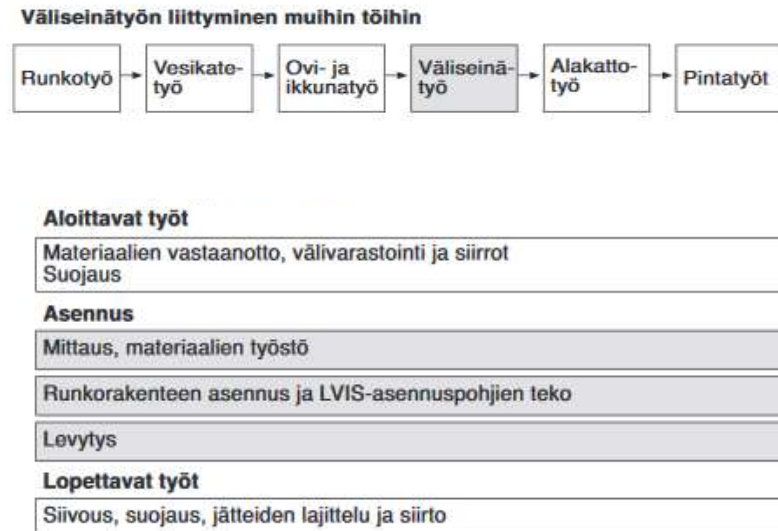 Väliseinätyön liittyminen muihin töihin
Runkotyö
Vesikate-
työ
Ovi- ja
ikkunatyö
Väliseinä-
työ
Alakatto-
työ
Pintatyöt
Aloittavat työt
Materiaalien vastaanotto, välivarastointi ja siirrot
Suojaus
Asennus
Mittaus, materiaalien työstö
Runkorakenteen asennus ja LVIS-asennuspohjien teko
Levytys
Lopettavat työt
Siivous, suojaus, jätteiden lajittelu ja siirto